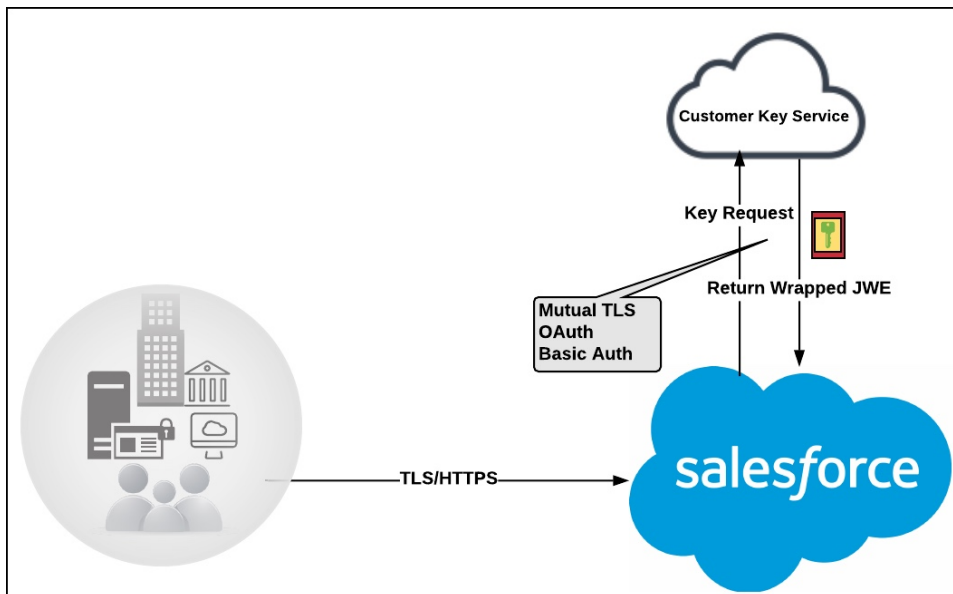 Customer Key Service
Key Request
Return Wrapped JWE
Mutual TLS
OAuth
Basic Auth
TLS/HTTPS
salesforce